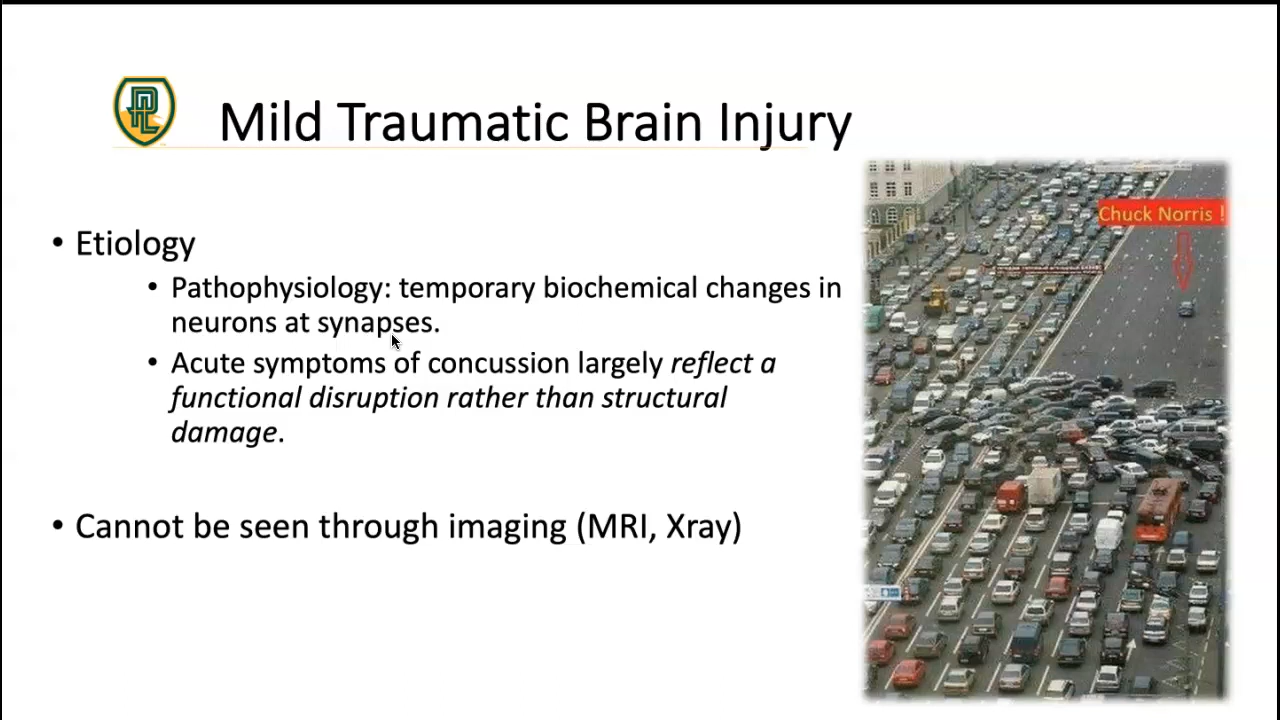 Mild Traumatic Brain Injury
• Etiology
• Pathophysiology: temporary biochemical changes in
neurons at synapses.
• Acute symptoms of concussion largely reflect a
functional disruption rather than structural
damage.
• Cannot be seen through imaging (MRI, Xray)
Chuck Norris !